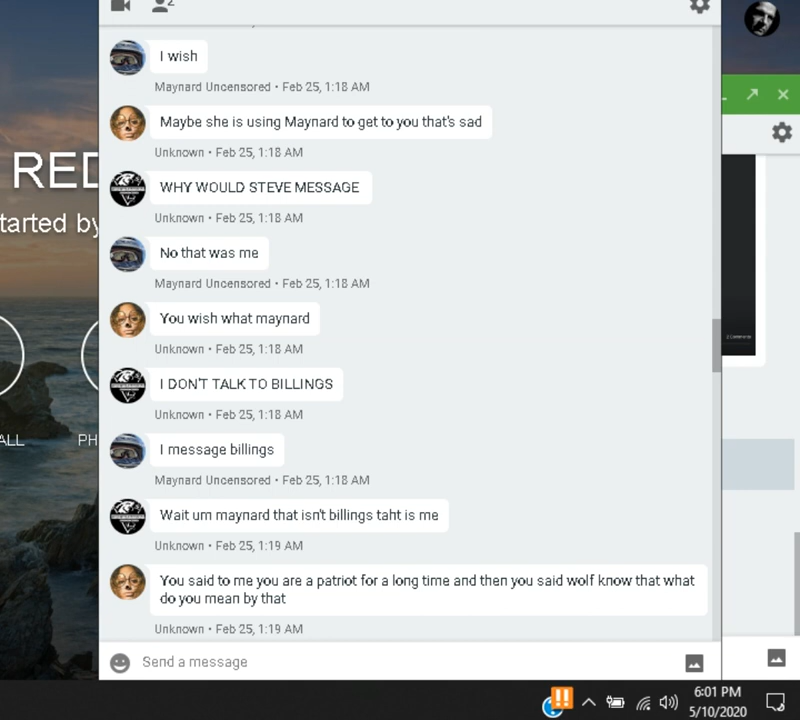 2
I wish
Maynard Uncensored • Feb 25, 1:18 AM
Maybe she is using Maynard to get to you that's sad
Unknown • Feb 25, 1:18 AM
RED
WHY WOULD STEVE MESSAGE
tarted by
Unknown • Feb 25, 1:18 AM
No that was me
Maynard Uncensored • Feb 25, 1:18 AM
You wish what maynard
Unknown • Feb 25, 1:18 AM
I DON'T TALK TO BILLINGS
Unknown • Feb 25, 1:18 AM
ALL
PH
I message billings
Maynard Uncensored • Feb 25, 1:18 AM
Wait um maynard that isn't billings taht is me
Unknown • Feb 25, 1:19 AM
You said to me you are a patriot for a long time and then you said wolf know that what
do you mean by that
Unknown • Feb 25, 1:19 AM
Send a message
6:01 PM
5/10/2020